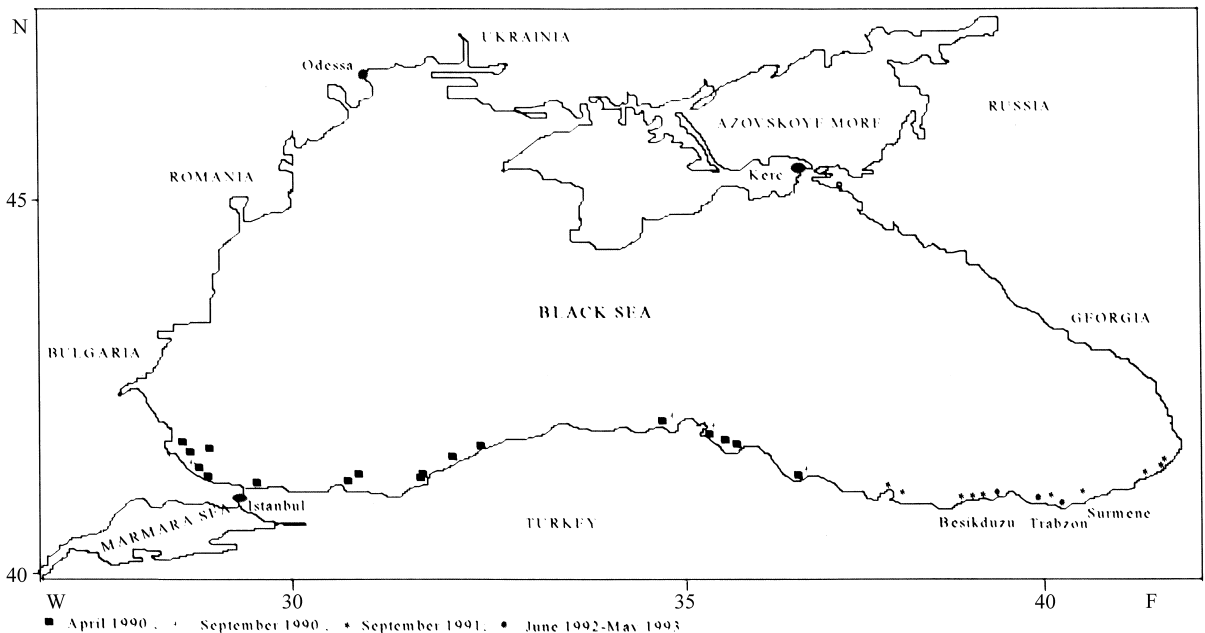 N
UKRAINIA
Odessa
RUSSIA
AZOVSKOYE MORE
Kerc
ROMANIA
45
BLACK SEA
GEORGIA
BULGARIA
Istanbul
MARMARA SEA
TURKEY
Besikduzu Trabzon Surmene
40
W 30 35 40 E
April 1990, September 1990, September 1991, June 1992-May 1993